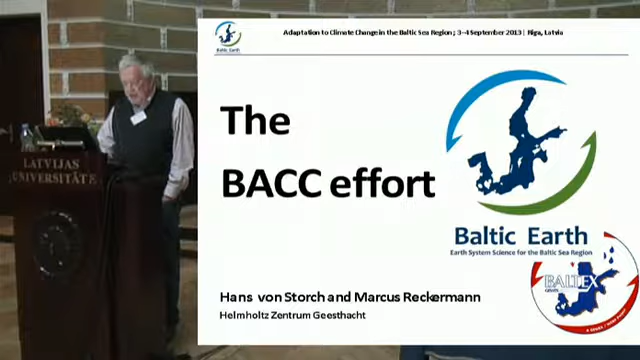 Adaptation to Climate Change in the Baltic Sea Region; 3-4 September 2013 | Riga, Latvia
Baltic Earth
The
BACC effort
LATVIJAS
UNIVERSITĀTE
Baltic Earth
Earth System Science for the Baltic Sea Region
BALTEX
Hans von Storch and Marcus Reckermann
Helmholtz Zentrum Geesthacht